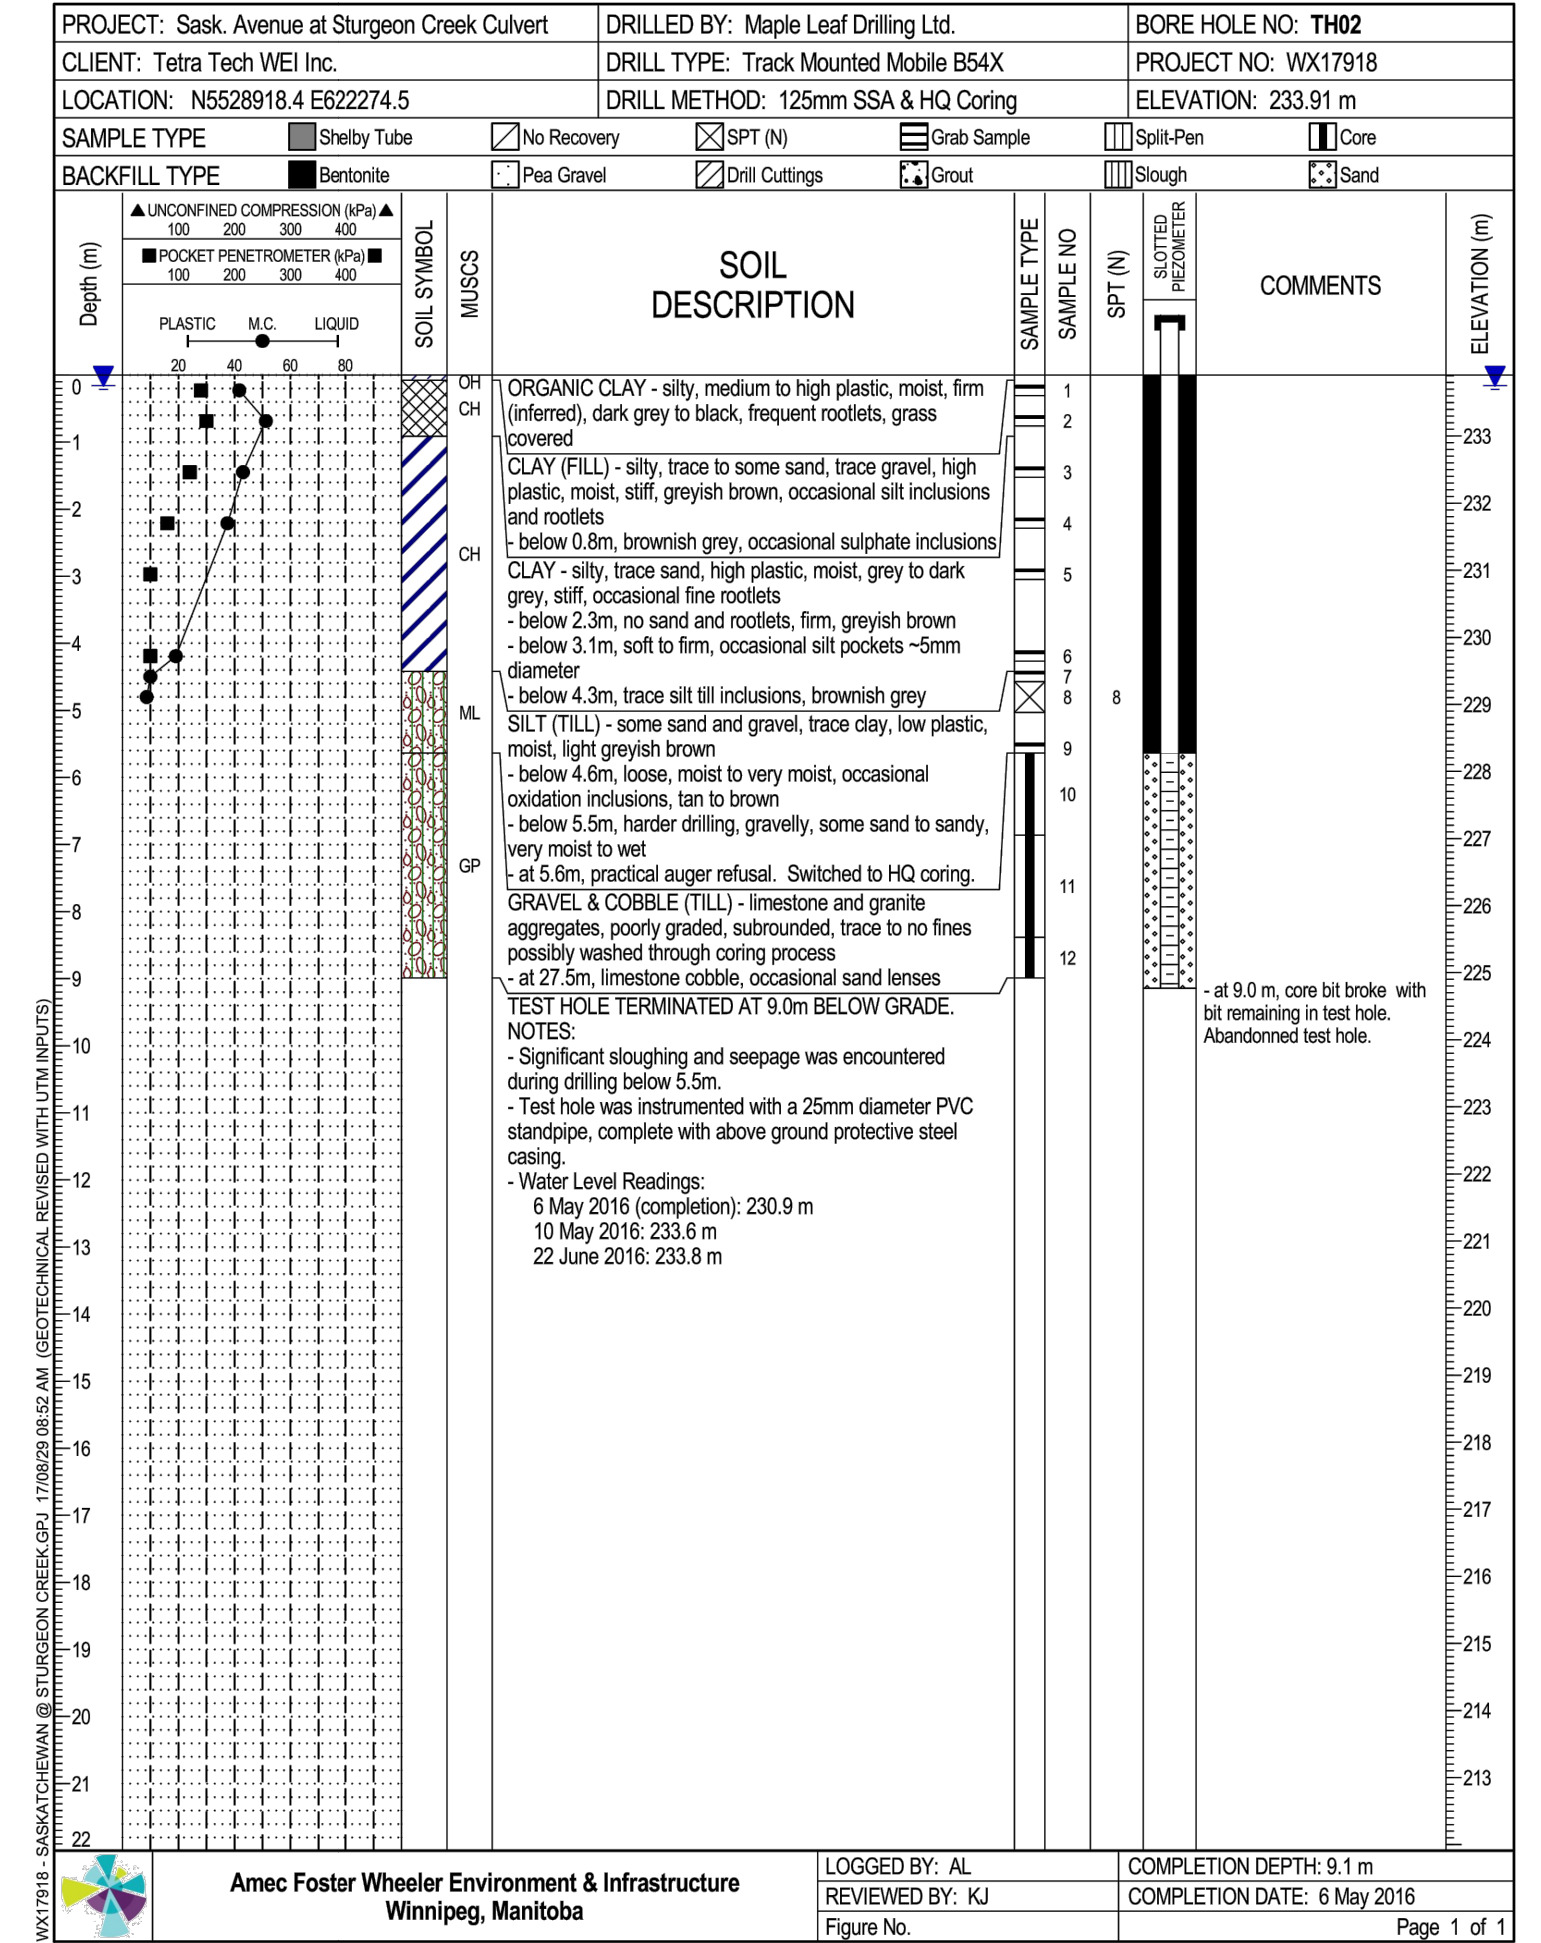 PROJECT: Sask. Avenue at Sturgeon Creek Culvert
DRILLED BY: Maple Leaf Drilling Ltd.
BORE HOLE NO: TH02
CLIENT: Tetra Tech WEI Inc.
DRILL TYPE: Track Mounted Mobile B54X
PROJECT NO: WX17918
LOCATION: N5528918.4 E622274.5
DRILL METHOD: 125mm SSA & HQ Coring
ELEVATION: 233.91 m
SAMPLE TYPE
Shelby Tube
No Recovery
SPT (N)
Grab Sample
Split-Pen
Core
BACKFILL TYPE
Bentonite
Pea Gravel
Drill Cuttings
Grout
Slough
Sand
Depth (m)
UNCONFINED COMPRESSION (kPa)
100 200 300 400
POCKET PENETROMETER (kPa)
100 200 300 400
PLASTIC M.C. LIQUID
20 40 60 80
SOIL SYMBOL
MUSCS
SOIL
DESCRIPTION
SAMPLE TYPE
SAMPLE NO
SPT (N)
SLOTTED
PIEZOMETER
COMMENTS
ELEVATION (m)
0
1
2
3
4
5
6
7
8
9
10
11
12
13
14
15
16
17
18
19
20
21
22
OH
CH
CH
ML
GP
ORGANIC CLAY - silty, medium to high plastic, moist, firm
(inferred), dark grey to black, frequent rootlets, grass
covered
CLAY (FILL) - silty, trace to some sand, trace gravel, high
plastic, moist, stiff, greyish brown, occasional silt inclusions
and rootlets
- below 0.8m, brownish grey, occasional sulphate inclusions
CLAY - silty, trace sand, high plastic, moist, grey to dark
grey, stiff, occasional fine rootlets
- below 2.3m, no sand and rootlets, firm, greyish brown
- below 3.1m, soft to firm, occasional silt pockets ~5mm
diameter
- below 4.3m, trace silt till inclusions, brownish grey
SILT (TILL) - some sand and gravel, trace clay, low plastic,
moist, light greyish brown
- below 4.6m, loose, moist to very moist, occasional
oxidation inclusions, tan to brown
- below 5.5m, harder drilling, gravelly, some sand to sandy,
very moist to wet
- at 5.6m, practical auger refusal. Switched to HQ coring.
GRAVEL & COBBLE (TILL) - limestone and granite
aggregates, poorly graded, subrounded, trace to no fines
possibly washed through coring process
- at 27.5m, limestone cobble, occasional sand lenses
TEST HOLE TERMINATED AT 9.0m BELOW GRADE.
NOTES:
- Significant sloughing and seepage was encountered
during drilling below 5.5m.
- Test hole was instrumented with a 25mm diameter PVC
standpipe, complete with above ground protective steel
casing.
- Water Level Readings:
6 May 2016 (completion): 230.9 m
10 May 2016: 233.6 m
22 June 2016: 233.8 m
1
2
3
4
5
6
7
8
9
10
11
12
8
- at 9.0 m, core bit broke with
bit remaining in test hole.
Abandonned test hole.
233
232
231
230
229
228
227
226
225
224
223
222
221
220
219
218
217
216
215
214
213
WX17918 - SASKATCHEWAN @ STURGEON CREEK.GPJ 17/08/29 08:52 AM (GEOTECHNICAL REVISED WITH UTM INPUTS)
Amec Foster Wheeler Environment & Infrastructure
Winnipeg, Manitoba
LOGGED BY: AL
COMPLETION DEPTH: 9.1 m
REVIEWED BY: KJ
COMPLETION DATE: 6 May 2016
Figure No.
Page 1 of 1